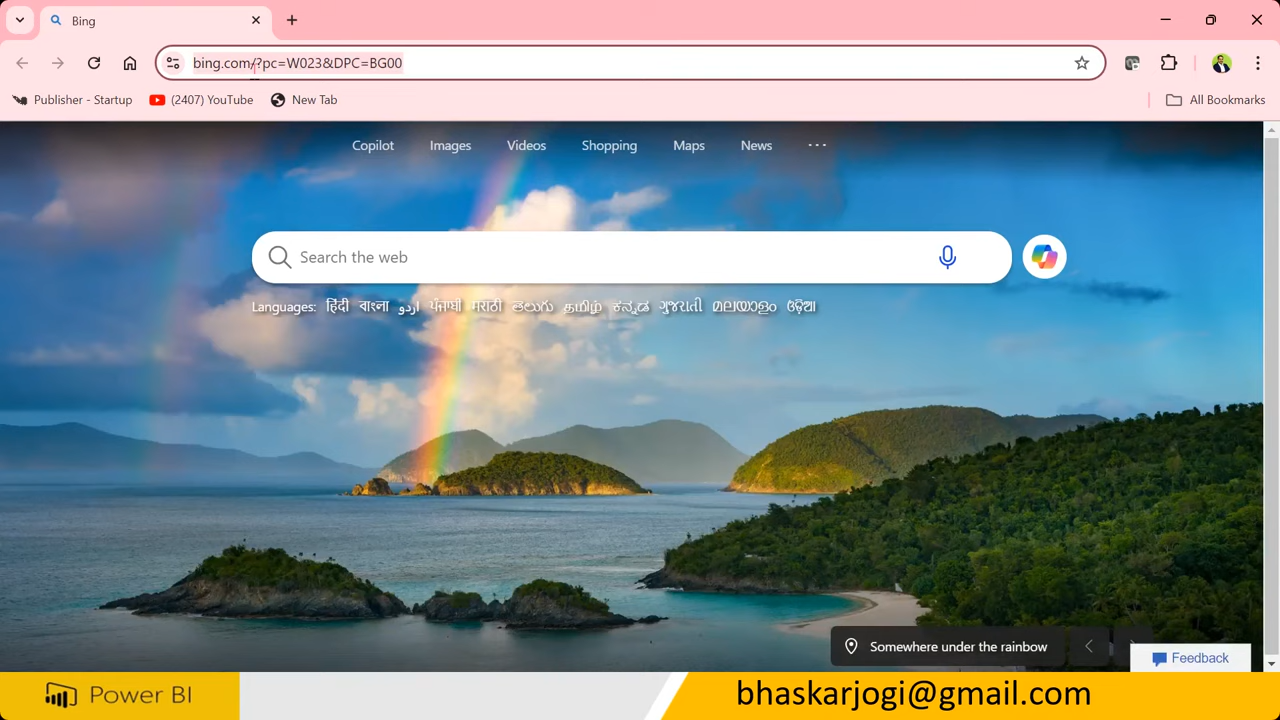 Bing
bing.com/?pc=W023&DPC=BG00
Publisher - Startup
(2407) YouTube
New Tab
All Bookmarks
Copilot Images Videos Shopping Maps News
Search the web
Languages: हिंदी বাংলা اردو ਪੰਜਾਬੀ मराठी తెలుగు தமிழ் ಕನ್ನಡ ગુજરાતી മലയാളം ଓଡ଼ିଆ
Somewhere under the rainbow
Feedback
Power BI
bhaskarjogi@gmail.com